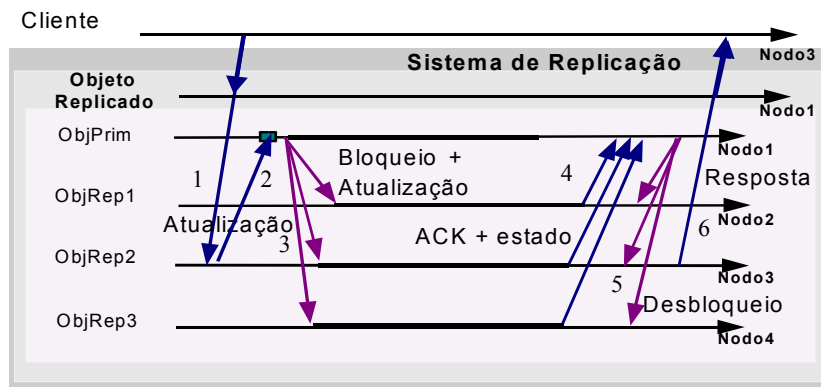 Cliente
Nodo3
Sistema de Replicação
Objeto
Replicado
Nodo1
ObjPrim
Nodo1
Bloqueio +
Atualização
1
2
4
Resposta
ObjRep1
Nodo2
Atualização
3
ACK + estado
6
ObjRep2
Nodo3
5
Desbloqueio
ObjRep3
Nodo4